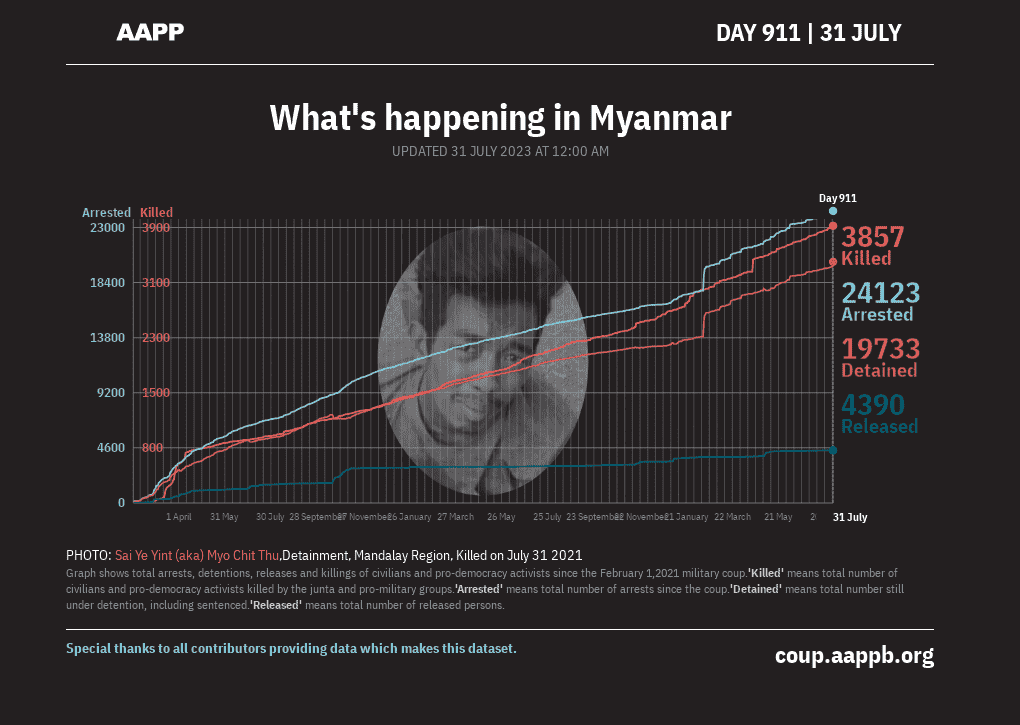 AAPP
DAY 911 | 31 JULY
What's happening in Myanmar
UPDATED 31 JULY 2023 AT 12:00 AM
Day 911
Arrested Killed
23000 3900
18400 3100
13800 2300
9200 1500
4600 800
0
3857
Killed
24123
Arrested
19733
Detained
4390
Released
1 April 31 May 30 July 28 September 27 November 26 January 27 March 26 May 25 July 23 September 22 November 21 January 22 March 21 May 31 July
PHOTO: Sai Ye Yint (aka) Myo Chit Thu,Detainment, Mandalay Region, Killed on July 31 2021
Graph shows total arrests, detentions, releases and killings of civilians and pro-democracy activists since the February 1,2021 military coup.'Killed' means total number of
civilians and pro-democracy activists killed by the junta and pro-military groups.'Arrested' means total number of arrests since the coup.'Detained' means total number still
under detention, including sentenced.'Released' means total number of released persons.
Special thanks to all contributors providing data which makes this dataset.
coup.aappb.org